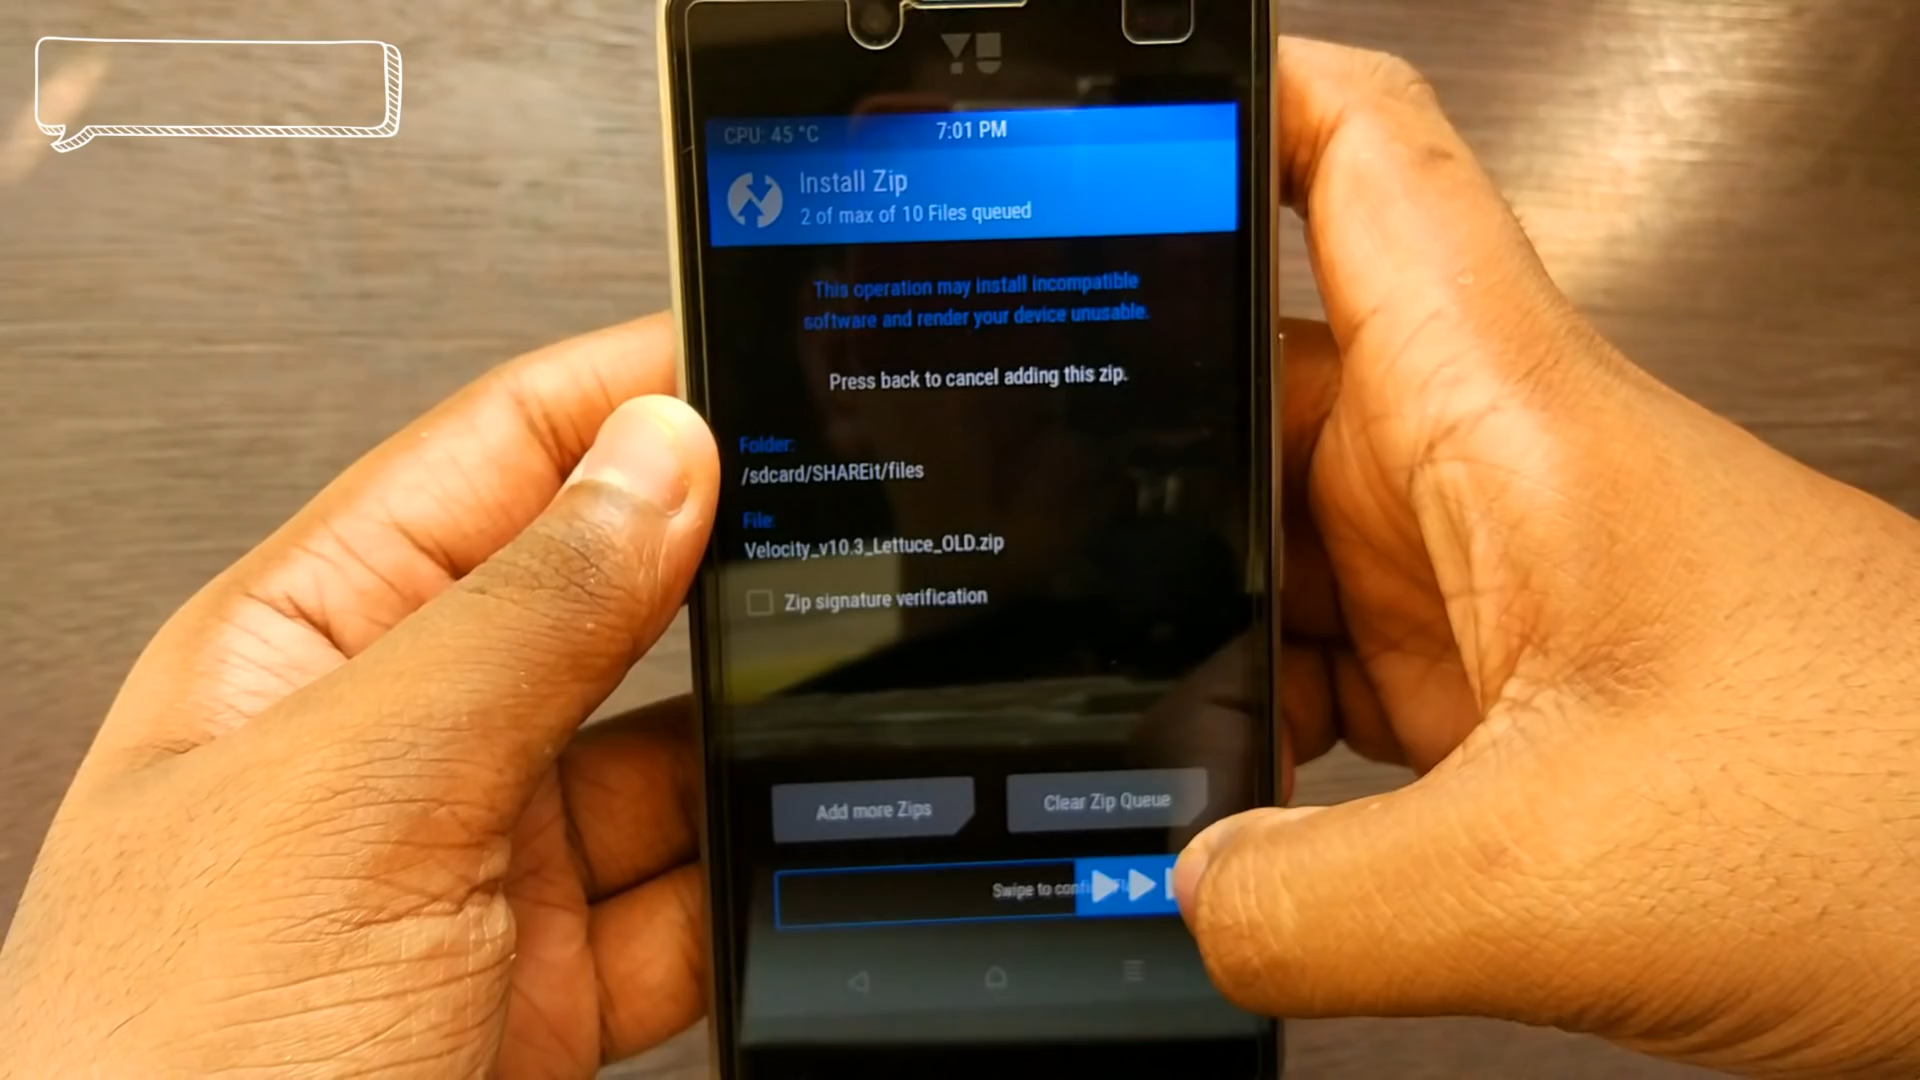 YU
CPU: 45 °C
7:01 PM
Install Zip
2 of max of 10 Files queued
This operation may install incompatible
software and render your device unusable.
Press back to cancel adding this zip.
Folder:
/sdcard/SHAREit/files
File:
Velocity_v10.3_Lettuce_OLD.zip
Zip signature verification
Add more Zips
Clear Zip Queue
Swipe to